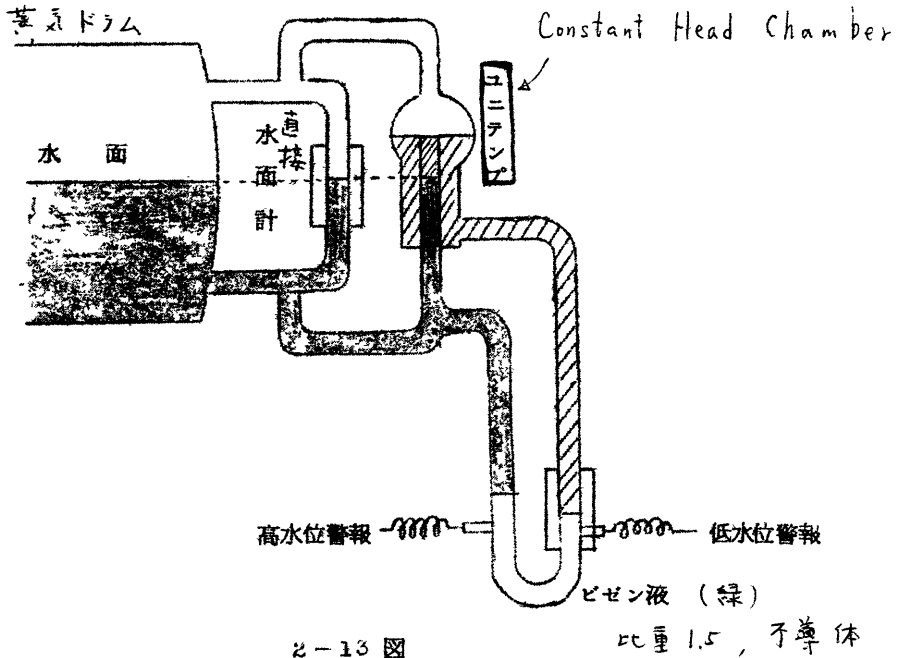 蒸気ドラム
Constant Head Chamber
ユニテンプ
水面
直接
水面計
高水位警報
低水位警報
ビゼン液 (緑)
比重 1.5, 不導体
2-13 図